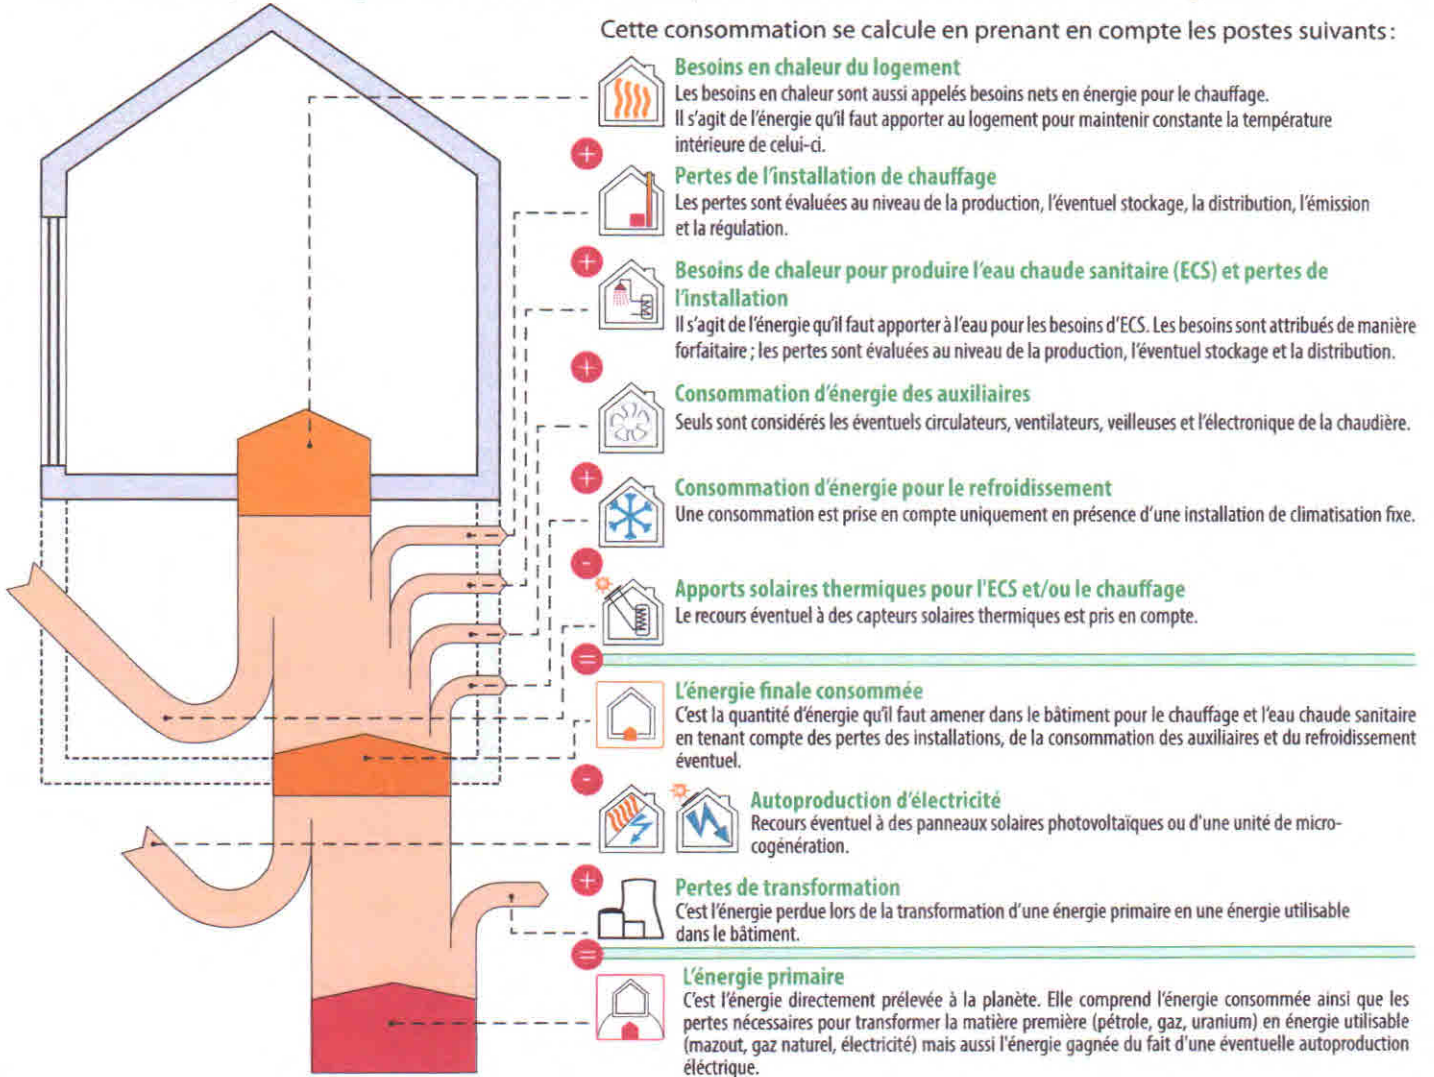 Cette consommation se calcule en prenant en compte les postes suivants :
Besoins en chaleur du logement
Les besoins en chaleur sont aussi appelés besoins nets en énergie pour le chauffage.
Il s'agit de l'énergie qu'il faut apporter au logement pour maintenir constante la température
intérieure de celui-ci.
+
Pertes de l'installation de chauffage
Les pertes sont évaluées au niveau de la production, l'éventuel stockage, la distribution, l'émission
et la régulation.
+
Besoins de chaleur pour produire l'eau chaude sanitaire (ECS) et pertes de
l'installation
Il s'agit de l'énergie qu'il faut apporter à l'eau pour les besoins d'ECS. Les besoins sont attribués de manière
forfaitaire ; les pertes sont évaluées au niveau de la production, l'éventuel stockage et la distribution.
+
Consommation d'énergie des auxiliaires
Seuls sont considérés les éventuels circulateurs, ventilateurs, veilleuses et l'électronique de la chaudière.
+
Consommation d'énergie pour le refroidissement
Une consommation est prise en compte uniquement en présence d'une installation de climatisation fixe.
-
Apports solaires thermiques pour l'ECS et/ou le chauffage
Le recours éventuel à des capteurs solaires thermiques est pris en compte.
=
L'énergie finale consommée
C'est la quantité d'énergie qu'il faut amener dans le bâtiment pour le chauffage et l'eau chaude sanitaire
en tenant compte des pertes des installations, de la consommation des auxiliaires et du refroidissement
éventuel.
-
Autoproduction d'électricité
Recours éventuel à des panneaux solaires photovoltaïques ou d'une unité de micro-
cogénération.
+
Pertes de transformation
C'est l'énergie perdue lors de la transformation d'une énergie primaire en une énergie utilisable
dans le bâtiment.
=
L'énergie primaire
C'est l'énergie directement prélevée à la planète. Elle comprend l'énergie consommée ainsi que les
pertes nécessaires pour transformer la matière première (pétrole, gaz, uranium) en énergie utilisable
(mazout, gaz naturel, électricité) mais aussi l'énergie gagnée du fait d'une éventuelle autoproduction
éléctrique.